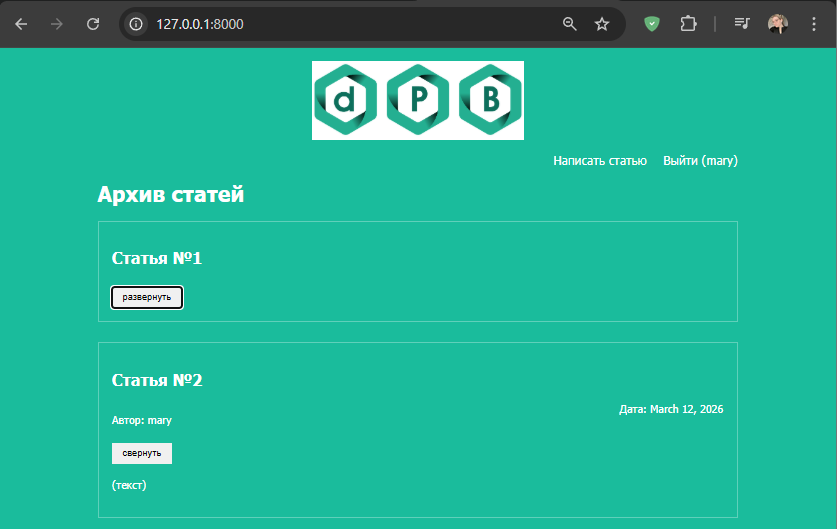 127.0.0.1:8000
d P B
Написать статью Выйти (mary)
Архив статей
Статья №1
развернуть
Статья №2
Дата: March 12, 2026
Автор: mary
свернуть
(текст)